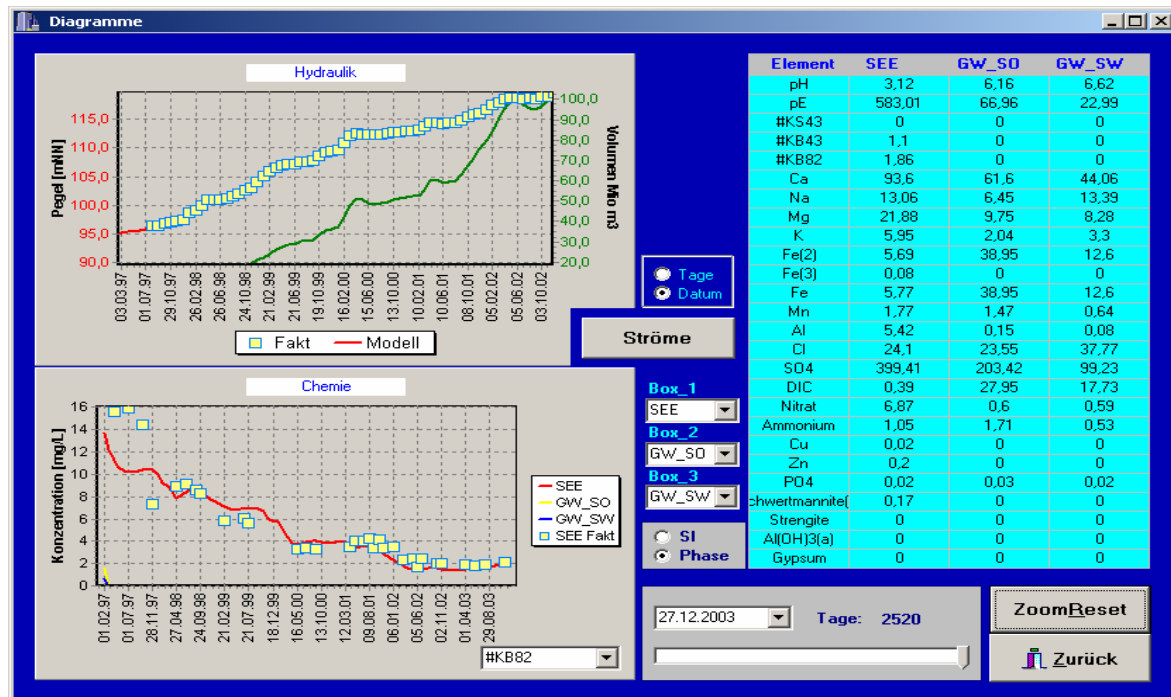 Diagramme
Hydraulik
Pegel [mNN]
115,0
110,0
105,0
100,0
95,0
90,0
100,0
90,0
80,0
70,0
60,0
50,0
40,0
30,0
20,0
Volumen Mio m3
03.03.97 01.07.97 29.10.97 26.02.98 26.06.98 24.10.98 21.02.99 21.06.99 19.10.99 16.02.00 15.06.00 13.10.00 10.02.01 10.06.01 08.10.01 05.02.02 05.06.02 03.10.02
Fakt Modell
Tage
Datum
Ströme
Chemie
Konzentration [mg/L]
16
14
12
10
8
6
4
2
0
01.02.97 01.07.97 28.11.97 27.04.98 24.09.98 21.02.99 21.07.99 18.12.99 16.05.00 13.10.00 12.03.01 09.08.01 06.01.02 05.06.02 02.11.02 01.04.03 29.08.03
SEE
GW_SO
GW_SW
SEE Fakt
#KB82
Box_1
SEE
Box_2
GW_SO
Box_3
GW_SW
SI
Phase
Element SEE GW_SO GW_SW
pH 3,12 6,16 6,62
pE 583,01 66,96 22,99
#KS43 0 0 0
#KB43 1,1 0 0
#KB82 1,86 0 0
Ca 93,6 61,6 44,06
Na 13,06 6,45 13,39
Mg 21,88 9,75 8,28
K 5,95 2,04 3,3
Fe(2) 5,69 38,95 12,6
Fe(3) 0,08 0 0
Fe 5,77 38,95 12,6
Mn 1,77 1,47 0,64
Al 5,42 0,15 0,08
Cl 24,1 23,55 37,77
SO4 399,41 203,42 99,23
DIC 0,39 27,95 17,73
Nitrat 6,87 0,6 0,59
Ammonium 1,05 1,71 0,53
Cu 0,02 0 0
Zn 0,2 0 0
PO4 0,02 0,03 0,02
chwertmannite( 0,17 0 0
Strengite 0 0 0
Al(OH)3(a) 0 0 0
Gypsum 0 0 0
27.12.2003 Tage: 2520
ZoomReset
Zurück